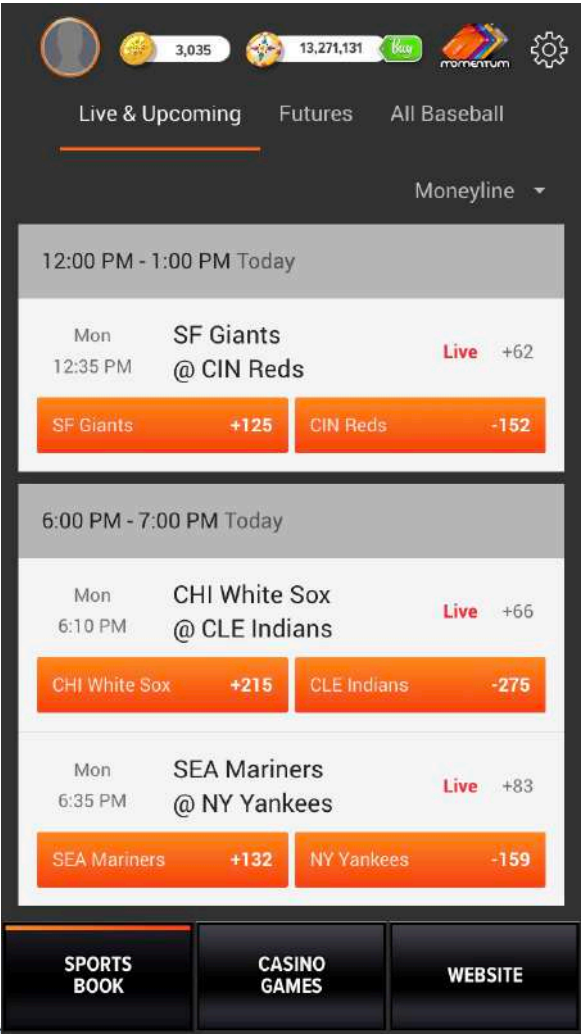 3,035 13,271,131 Buy momentum
Live & Upcoming Futures All Baseball
Moneyline
12:00 PM - 1:00 PM Today
Mon SF Giants Live +62
12:35 PM @ CIN Reds
SF Giants +125 CIN Reds -152
6:00 PM - 7:00 PM Today
Mon CHI White Sox Live +66
6:10 PM @ CLE Indians
CHI White Sox +215 CLE Indians -275
Mon SEA Mariners Live +83
6:35 PM @ NY Yankees
SEA Mariners +132 NY Yankees -159
SPORTS CASINO WEBSITE
BOOK GAMES